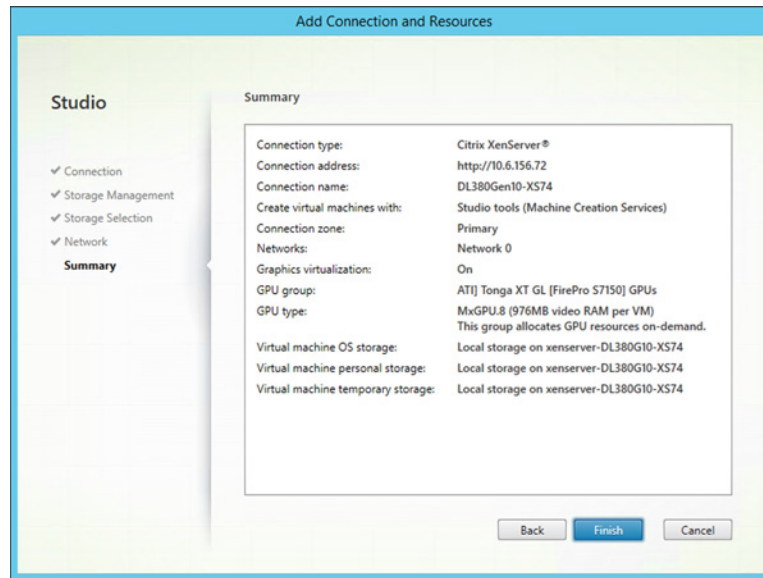 Add Connection and Resources
Studio
✔ Connection
✔ Storage Management
✔ Storage Selection
✔ Network
Summary
Summary
Connection type: Citrix XenServer®
Connection address: http://10.6.156.72
Connection name: DL380Gen10-XS74
Create virtual machines with: Studio tools (Machine Creation Services)
Connection zone: Primary
Networks: Network 0
Graphics virtualization: On
GPU group: ATI] Tonga XT GL [FirePro S7150] GPUs
GPU type: MxGPU.8 (976MB video RAM per VM)
This group allocates GPU resources on-demand.
Virtual machine OS storage: Local storage on xenserver-DL380G10-XS74
Virtual machine personal storage: Local storage on xenserver-DL380G10-XS74
Virtual machine temporary storage: Local storage on xenserver-DL380G10-XS74
Back Finish Cancel